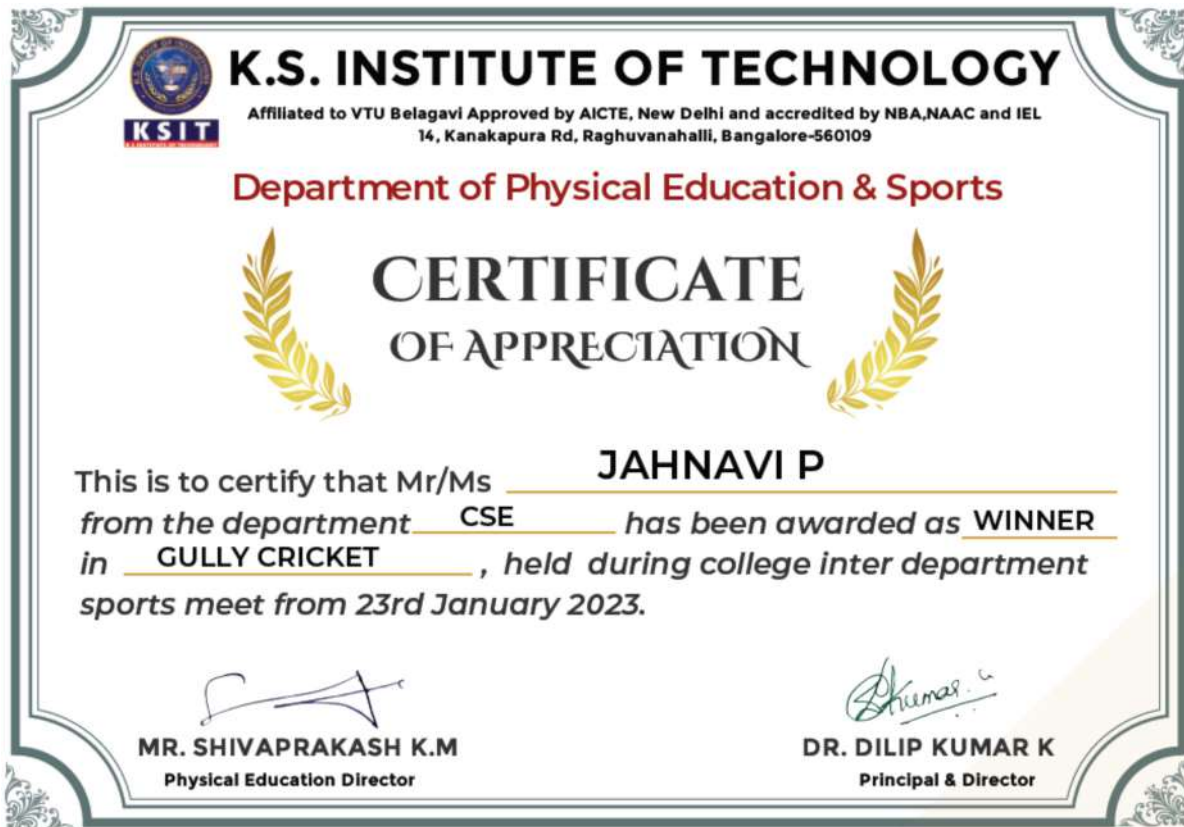 K.S. INSTITUTE OF TECHNOLOGY
Affiliated to VTU Belagavi Approved by AICTE, New Delhi and accredited by NBA,NAAC and IEL
14, Kanakapura Rd, Raghuvanahalli, Bangalore-560109
KSIT
K S INSTITUTE OF TECHNOLOGY
Department of Physical Education & Sports
CERTIFICATE
OF APPRECIATION
This is to certify that Mr/Ms JAHNAVI P
from the department CSE has been awarded as WINNER
in GULLY CRICKET , held during college inter department
sports meet from 23rd January 2023.
MR. SHIVAPRAKASH K.M DR. DILIP KUMAR K
Physical Education Director Principal & Director